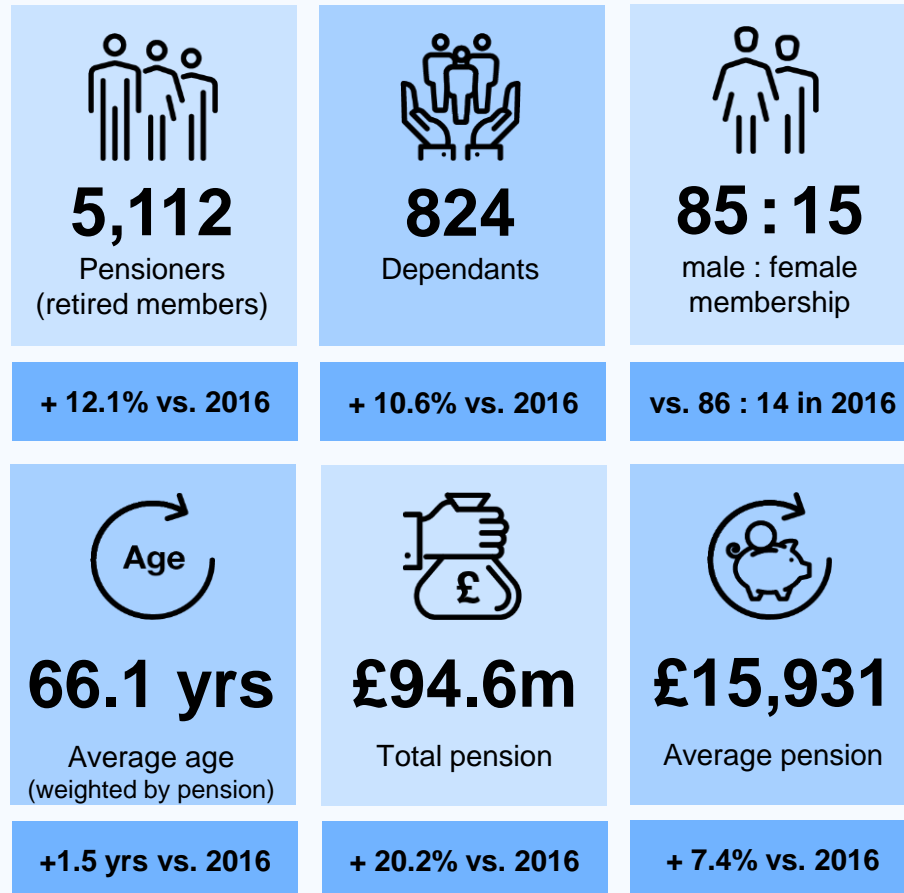 5,112
Pensioners
(retired members)
+ 12.1% vs. 2016
824
Dependants
+ 10.6% vs. 2016
85 : 15
male : female
membership
vs. 86 : 14 in 2016
Age
66.1 yrs
Average age
(weighted by pension)
+1.5 yrs vs. 2016
£
£94.6m
Total pension
+ 20.2% vs. 2016
£15,931
Average pension
+ 7.4% vs. 2016